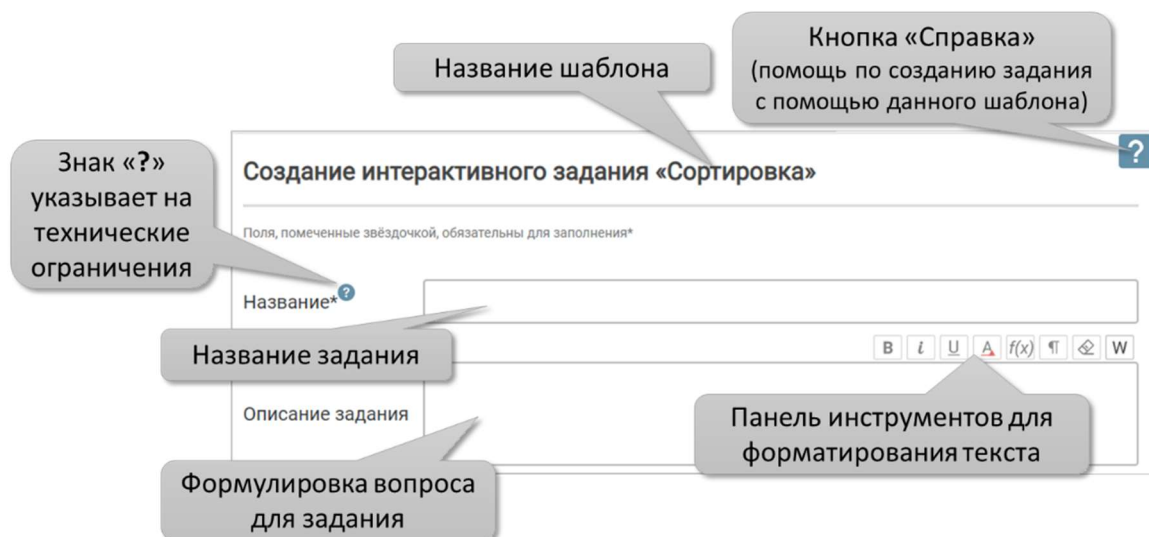 Название шаблона
Кнопка «Справка»
(помощь по созданию задания
с помощью данного шаблона)
?
Знак «?»
указывает на
технические
ограничения
Создание интерактивного задания «Сортировка»
Поля, помеченные звёздочкой, обязательны для заполнения*
Название* ?
Название задания
B i U A f(x) ¶ W
Описание задания
Панель инструментов для
форматирования текста
Формулировка вопроса
для задания